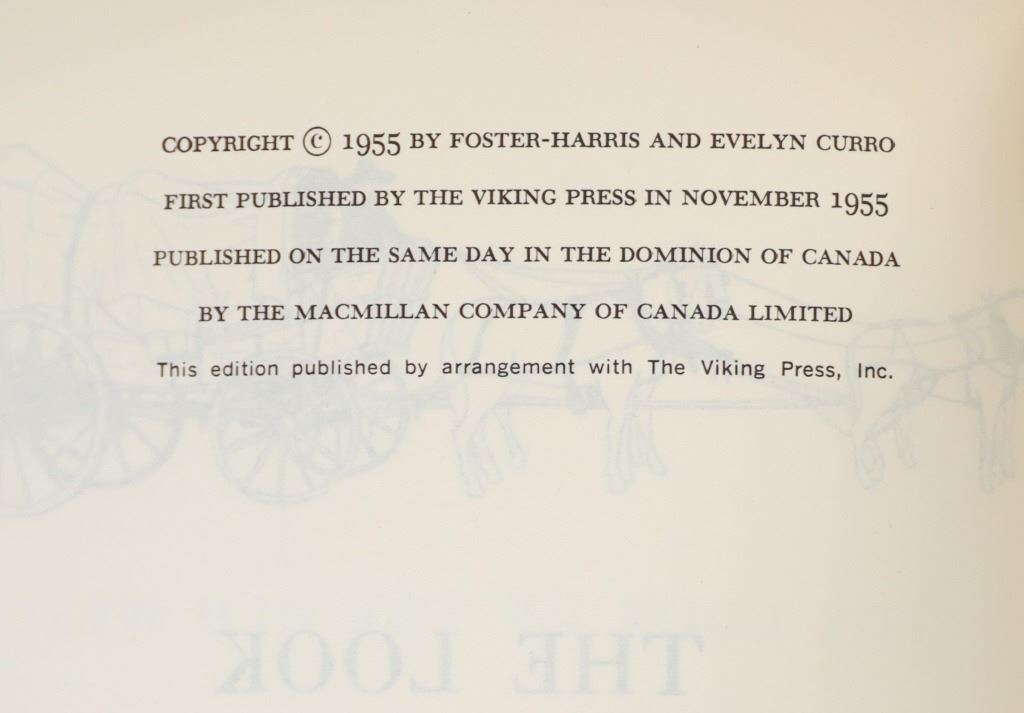 COPYRIGHT © 1955 BY FOSTER-HARRIS AND EVELYN CURRO
FIRST PUBLISHED BY THE VIKING PRESS IN NOVEMBER 1955
PUBLISHED ON THE SAME DAY IN THE DOMINION OF CANADA
BY THE MACMILLAN COMPANY OF CANADA LIMITED
This edition published by arrangement with The Viking Press, Inc.
THE LOOK